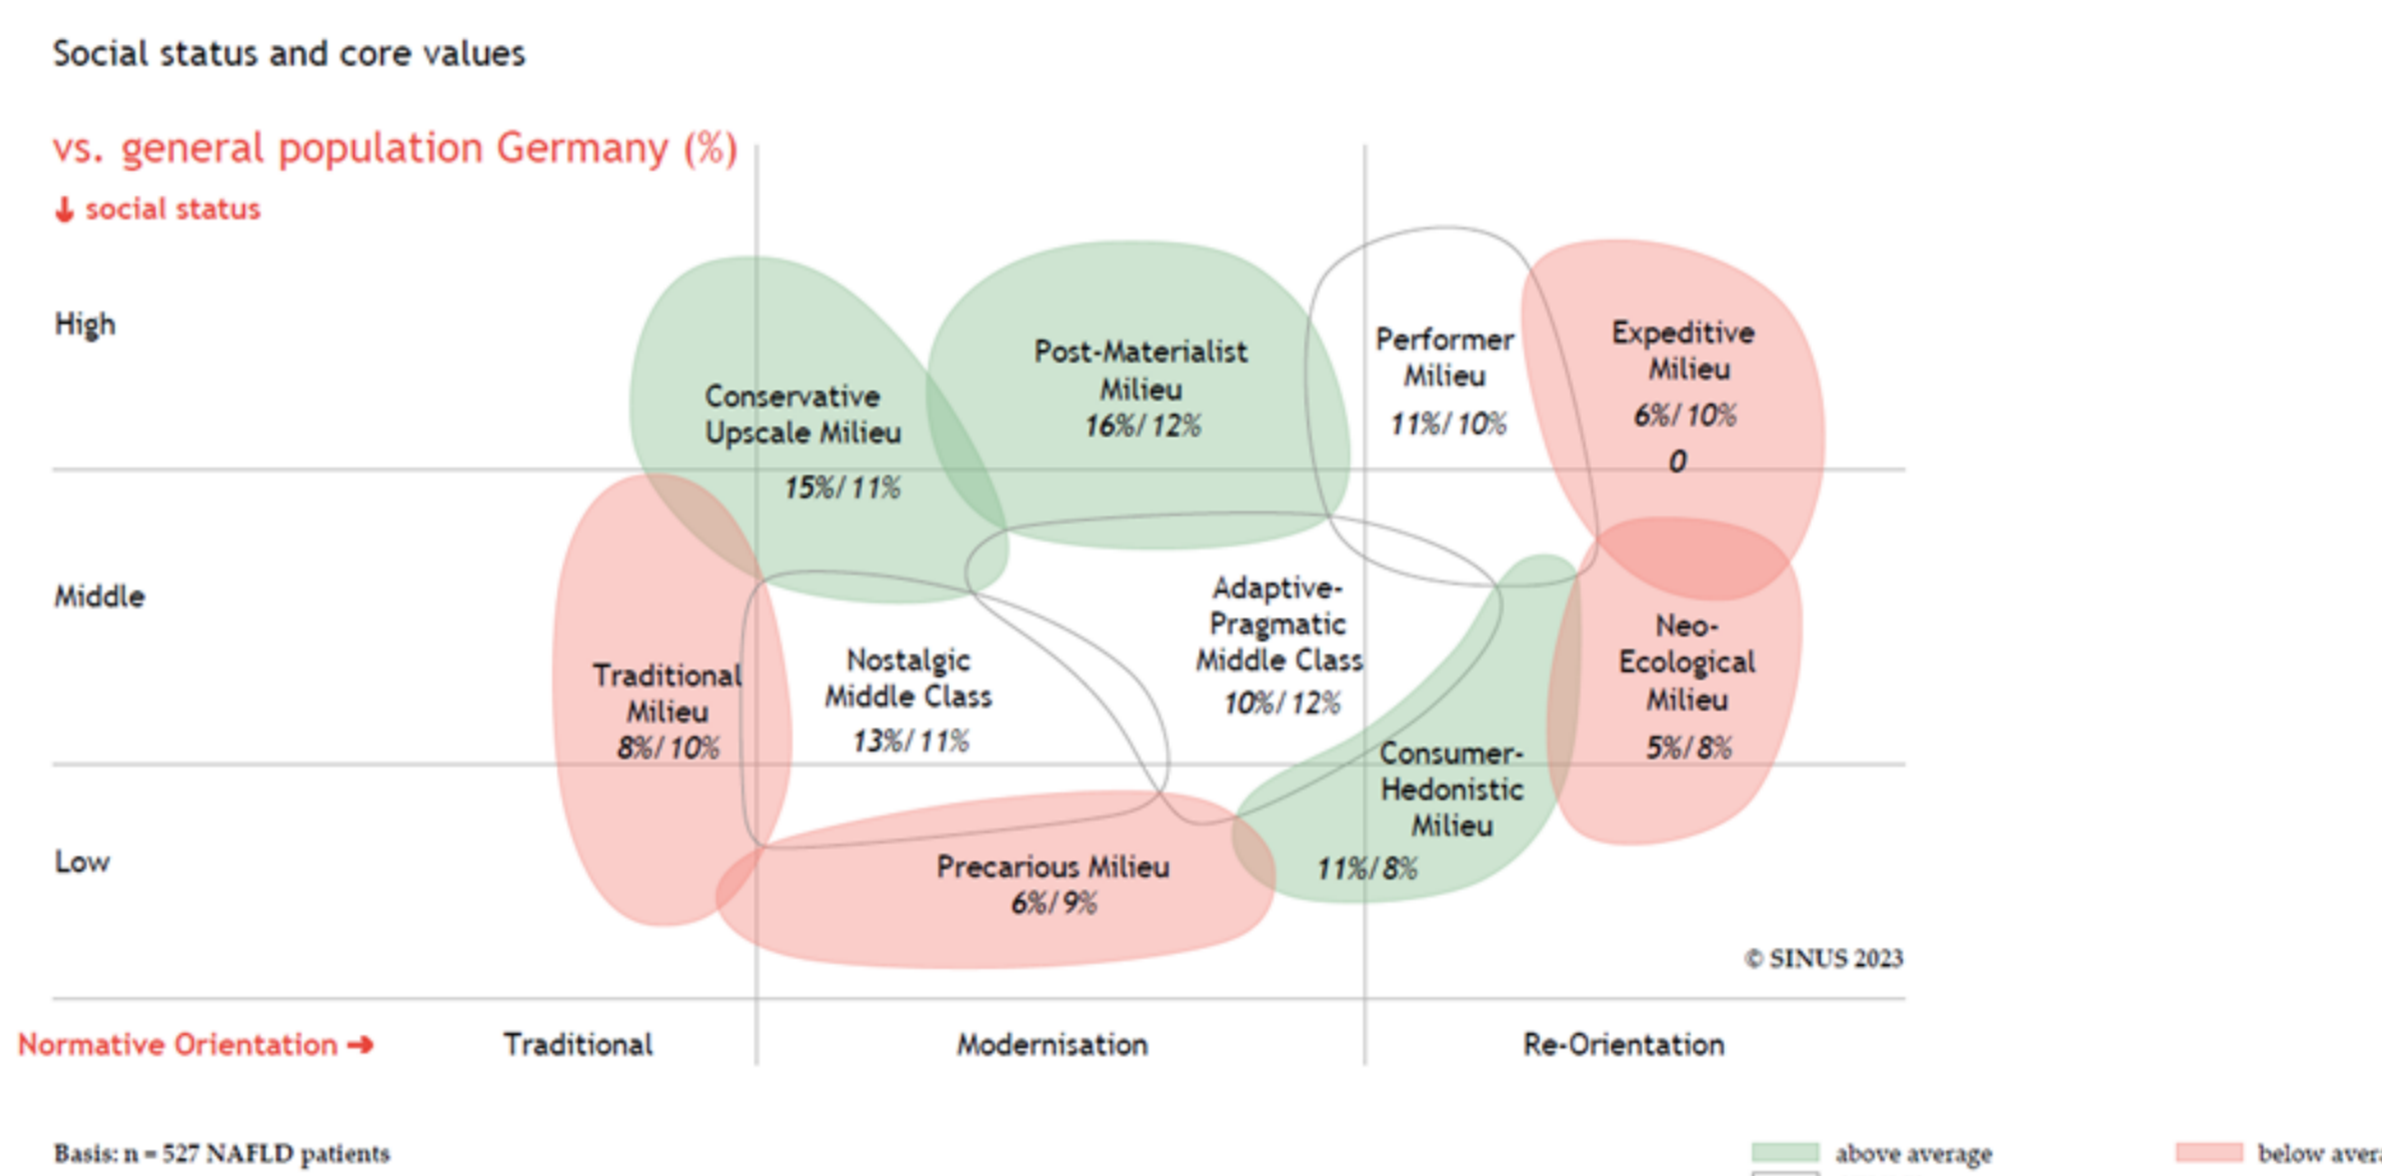 Social status and core values
vs. general population Germany (%)
↓ social status
High
Middle
Low
Conservative
Upscale Milieu
15%/11%
Post-Materialist
Milieu
16%/12%
Performer
Milieu
11%/10%
Expeditive
Milieu
6%/10%
0
Traditional
Milieu
8%/10%
Nostalgic
Middle Class
13%/11%
Adaptive-
Pragmatic
Middle Class
10%/12%
Neo-
Ecological
Milieu
5%/8%
Consumer-
Hedonistic
Milieu
11%/8%
Precarious Milieu
6%/9%
© SINUS 2023
Normative Orientation →
Traditional
Modernisation
Re-Orientation
Basis: n = 527 NAFLD patients
above average
below